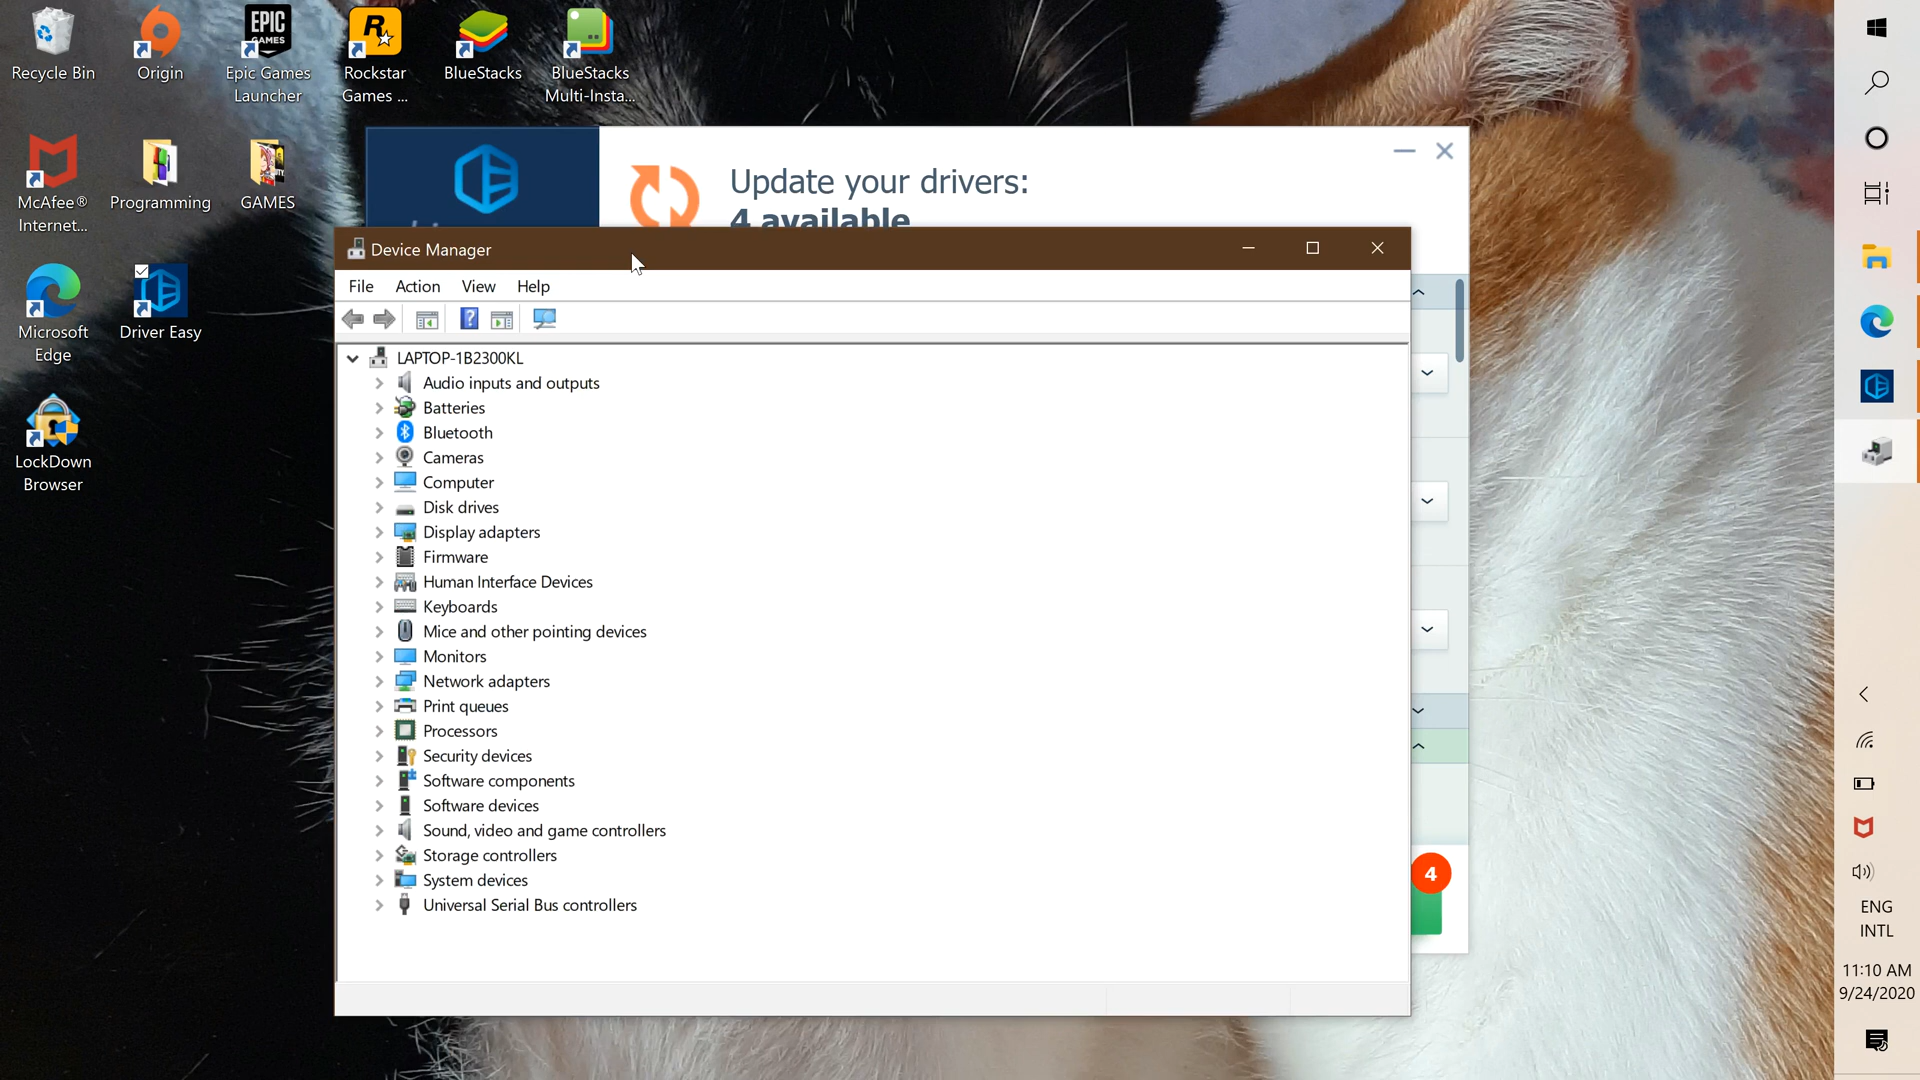 Recycle Bin
Origin
EPIC
GAMES
Epic Games
Launcher
R
Rockstar
Games ...
BlueStacks
BlueStacks
Multi-Insta...
McAfee®
Internet...
Programming
GAMES
Microsoft
Edge
Driver Easy
LockDown
Browser
Update your drivers:
4 available
Device Manager
File
Action
View
Help
LAPTOP-1B2300KL
Audio inputs and outputs
Batteries
Bluetooth
Cameras
Computer
Disk drives
Display adapters
Firmware
Human Interface Devices
Keyboards
Mice and other pointing devices
Monitors
Network adapters
Print queues
Processors
Security devices
Software components
Software devices
Sound, video and game controllers
Storage controllers
System devices
Universal Serial Bus controllers
4
ENG
INTL
11:10 AM
9/24/2020